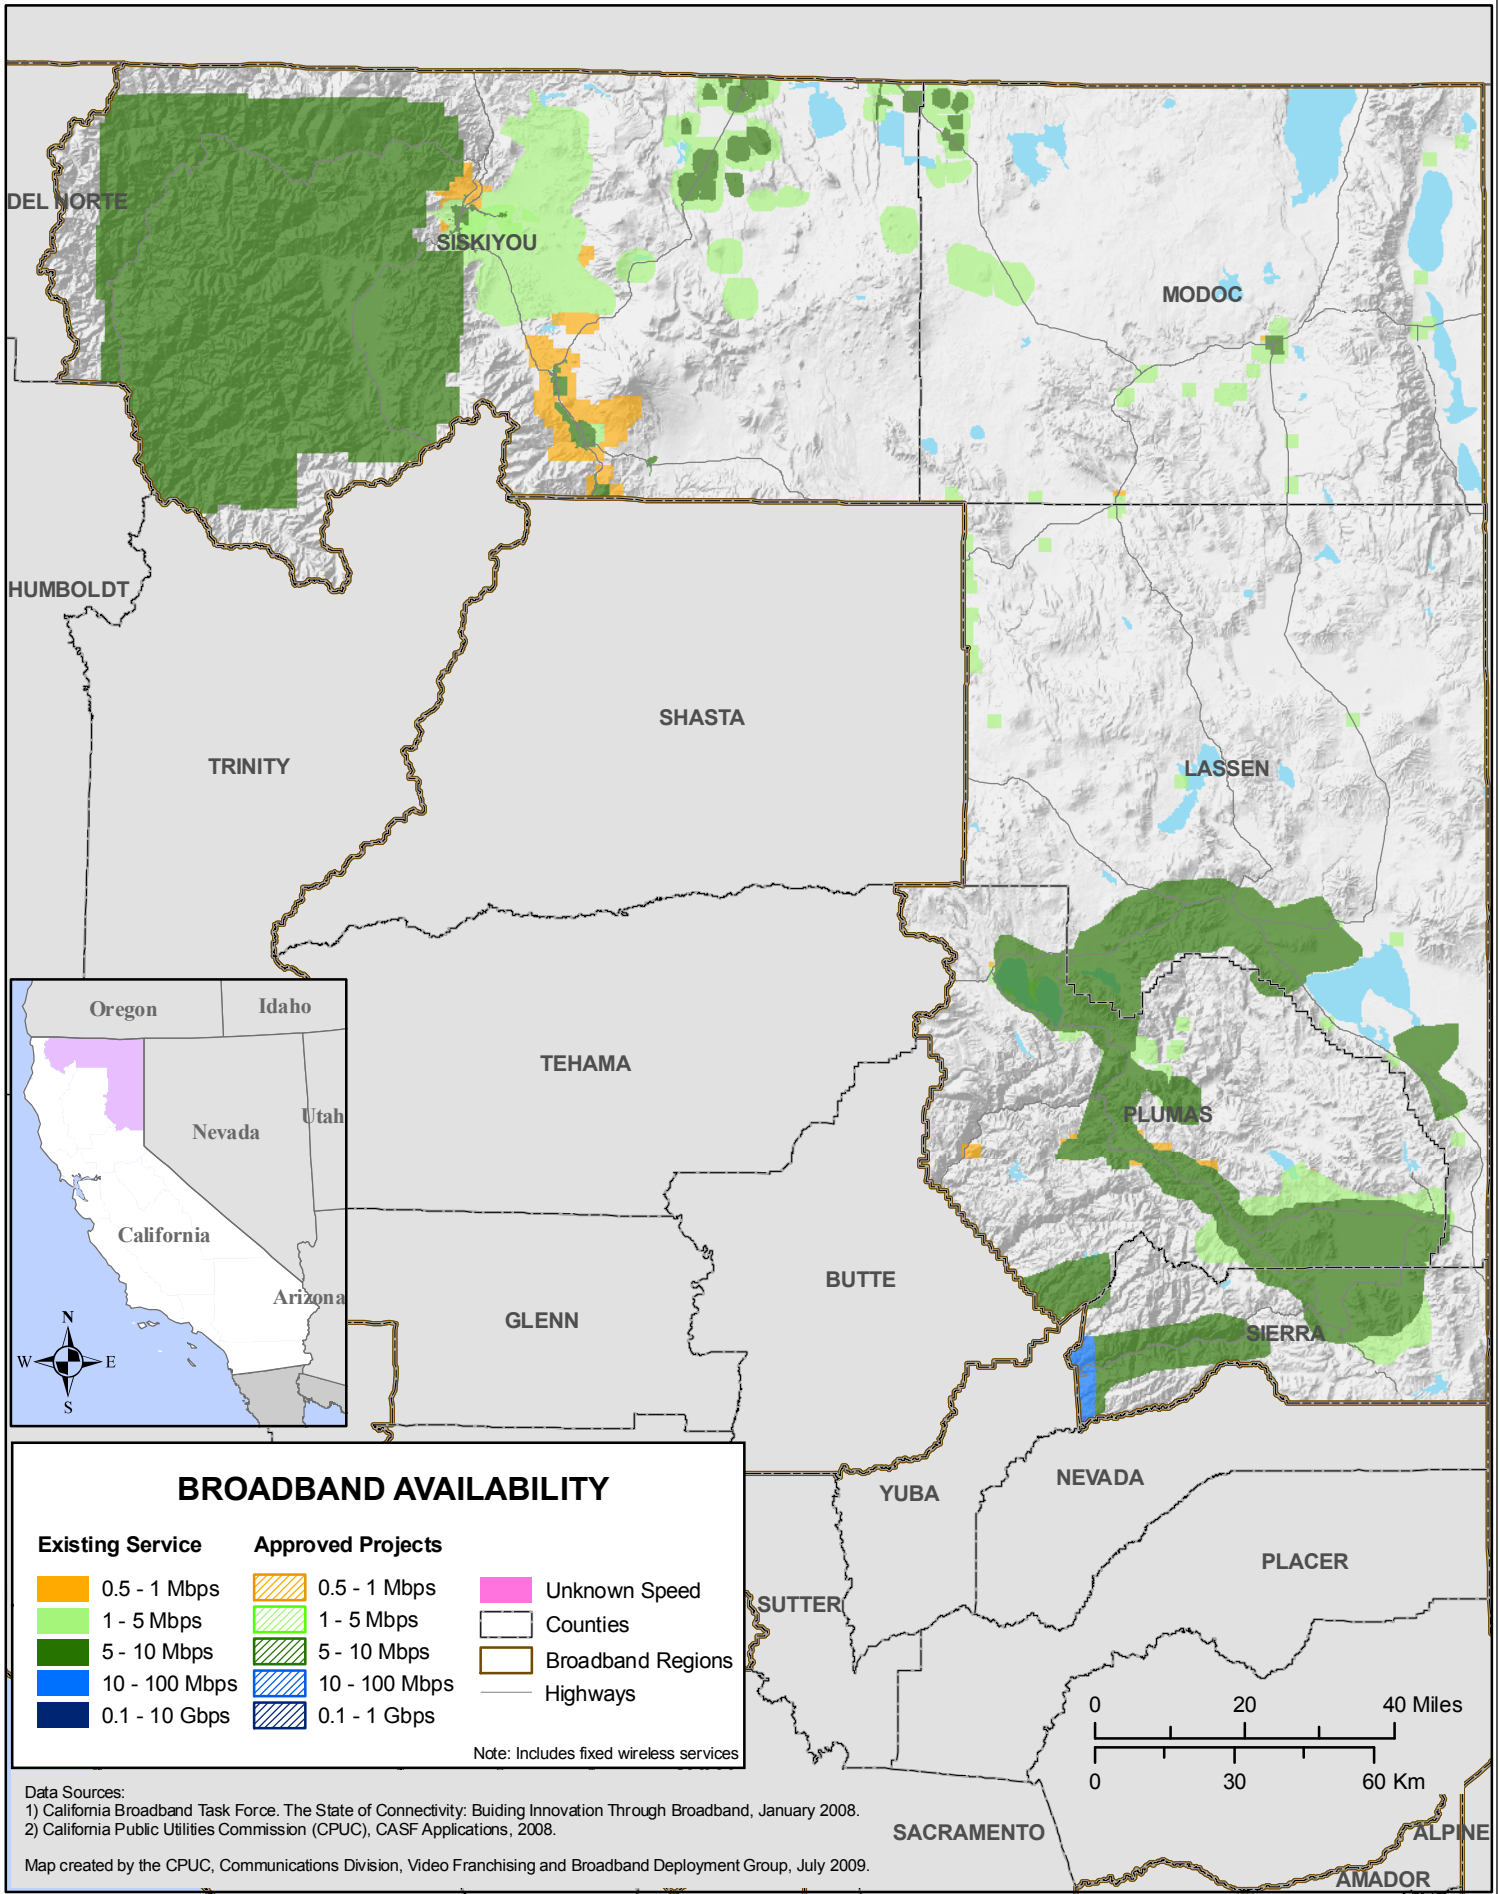 DEL NORTE
SISKIYOU
MODOC
HUMBOLDT
SHASTA
TRINITY
LASSEN
TEHAMA
PLUMAS
BUTTE
GLENN
SIERRA
YUBA
NEVADA
PLACER
SUTTER
SACRAMENTO
ALPINE
AMADOR
Oregon
Idaho
Nevada
Utah
California
Arizona
N
W
E
S
BROADBAND AVAILABILITY
Existing Service
0.5 - 1 Mbps
1 - 5 Mbps
5 - 10 Mbps
10 - 100 Mbps
0.1 - 10 Gbps
Approved Projects
0.5 - 1 Mbps
1 - 5 Mbps
5 - 10 Mbps
10 - 100 Mbps
0.1 - 1 Gbps
Unknown Speed
Counties
Broadband Regions
Highways
Note: Includes fixed wireless services
0 20 40 Miles
0 30 60 Km
Data Sources:
1) California Broadband Task Force. The State of Connectivity: Buiding Innovation Through Broadband, January 2008.
2) California Public Utilities Commission (CPUC), CASF Applications, 2008.
Map created by the CPUC, Communications Division, Video Franchising and Broadband Deployment Group, July 2009.